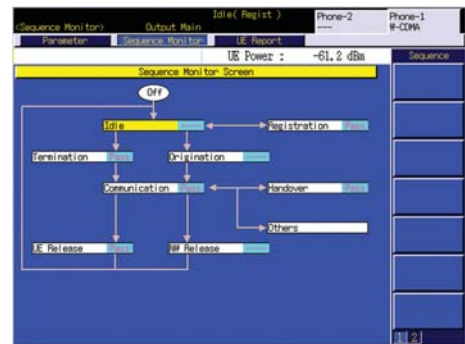 Idle( Regist )
Phone-2
Phone-1
<Sequence Monitor>
Output Main
----
W-CDMA
Parameter
Sequence Monitor
UE Report
UE Power : -61.2 dBm
Sequence
Sequence Monitor Screen
Off
Idle ----
Registration Pass
Termination Pass
Origination ----
Communication Pass
Handover Pass
Others
UE Release Pass
NW Release ----
1 2